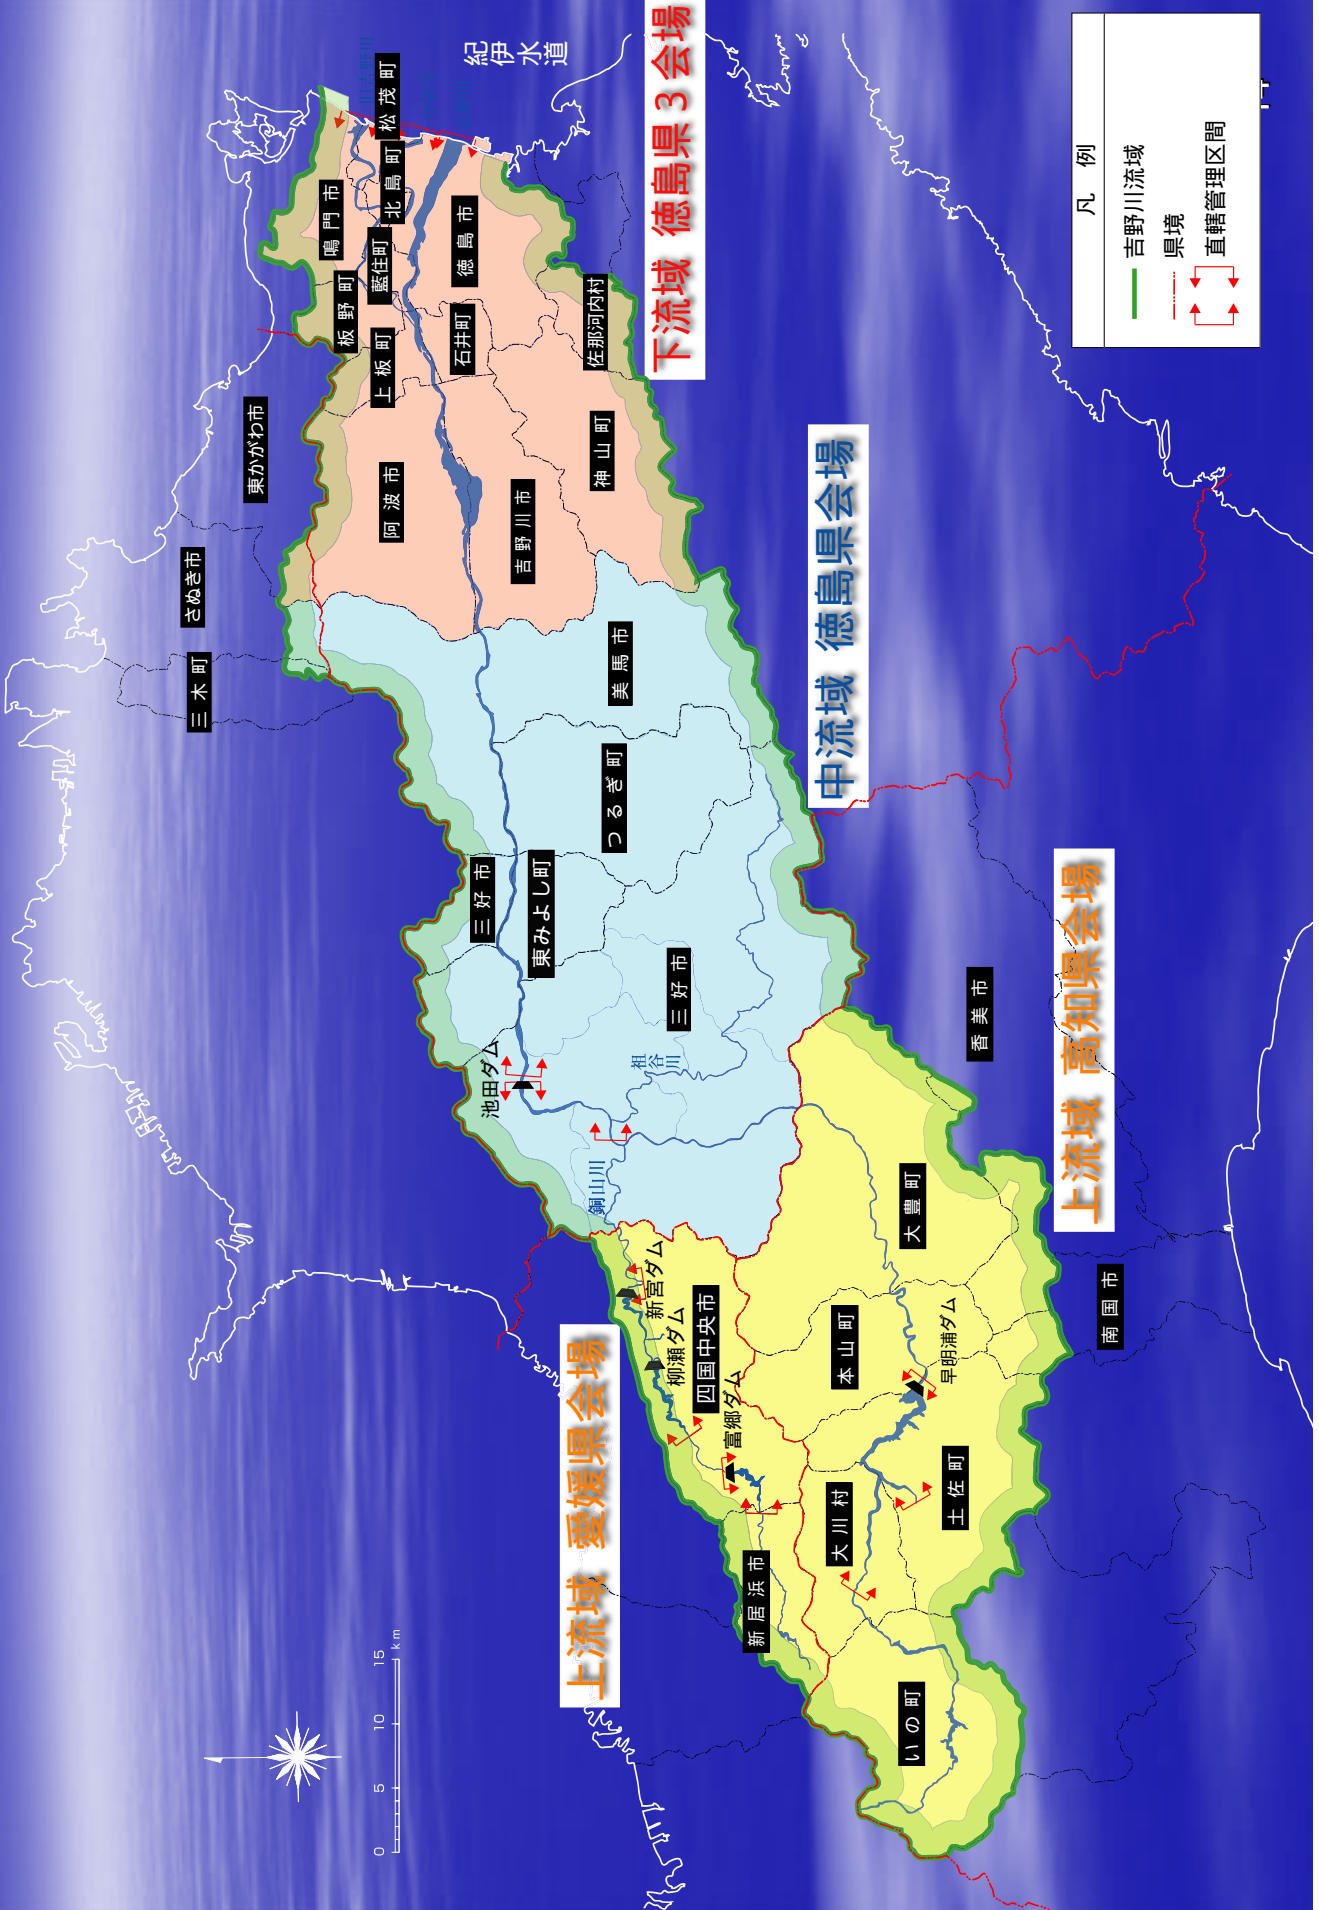 紀伊水道
下流域 徳島県３会場
中流域 徳島県会場
上流域 高知県会場
上流域 愛媛県会場
凡 例
吉野川流域
県境
直轄管理区間
松茂町
北島町
鳴門市
藍住町
徳島市
板野町
上板町
石井町
佐那河内村
神山町
阿波市
吉野川市
東かがわ市
さぬき市
三木町
美馬市
つるぎ町
三好市
東みよし町
三好市
池田ダム
祖谷川
銅山川
香美市
大豊町
南国市
本山町
早明浦ダム
土佐町
大川村
いの町
新宮ダム
柳瀬ダム
四国中央市
富郷ダム
新居浜市
0 5 10 15 km